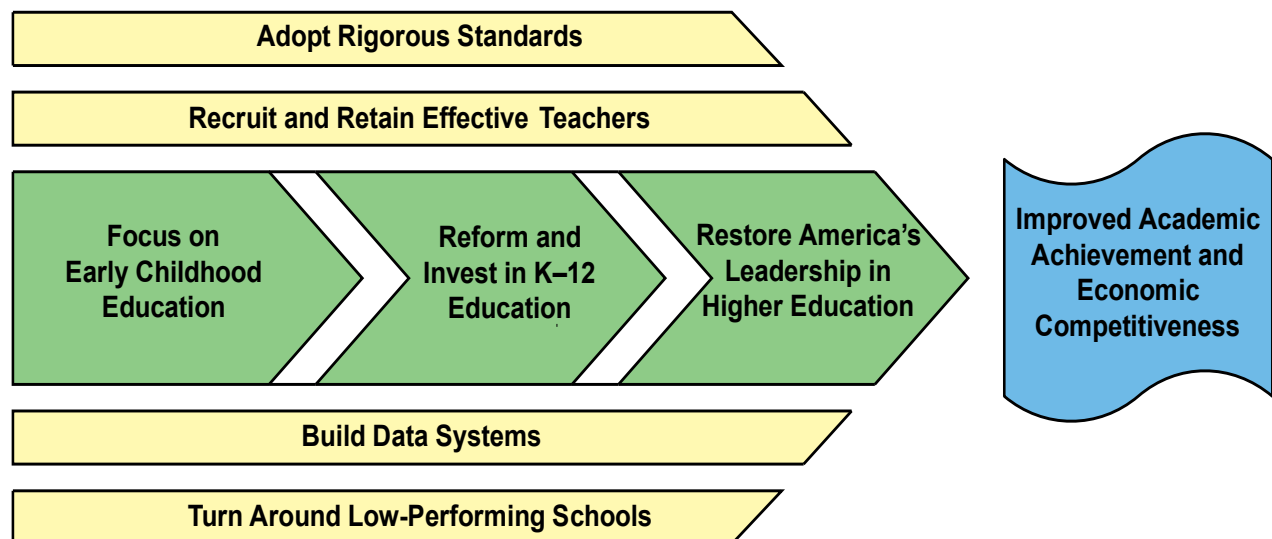 Adopt Rigorous Standards
Recruit and Retain Effective Teachers
Focus on
Early Childhood
Education
Reform and
Invest in K–12
Education
Restore America’s
Leadership in
Higher Education
Improved Academic
Achievement and
Economic
Competitiveness
Build Data Systems
Turn Around Low-Performing Schools